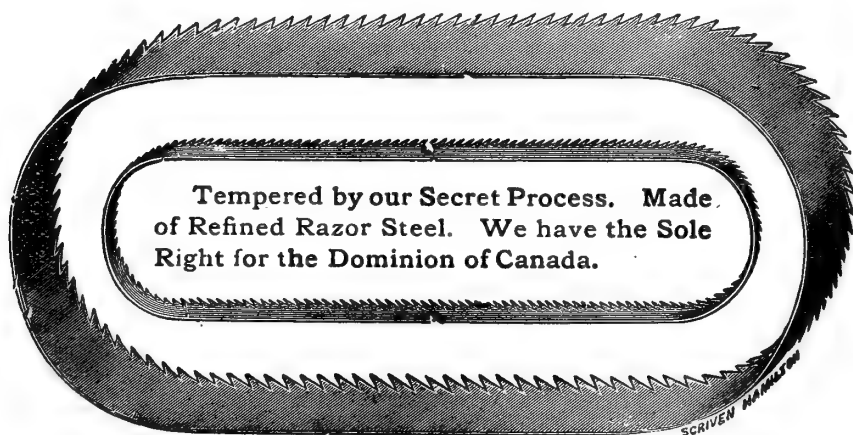 Tempered by our Secret Process. Made
of Refined Razor Steel. We have the Sole
Right for the Dominion of Canada.
SCRIVEN HAMILTON